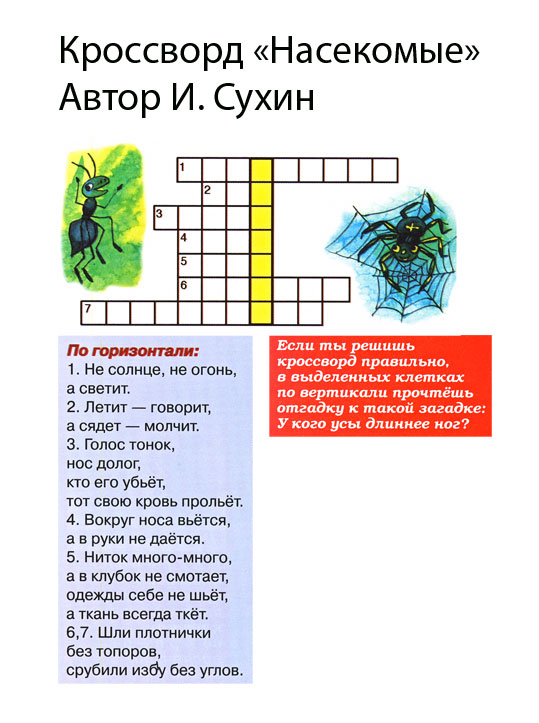 Кроссворд «Насекомые»
Автор И. Сухин
1
2
3
4
5
6
7
По горизонтали:
1. Не солнце, не огонь,
а светит.
2. Летит — говорит,
а сядет — молчит.
3. Голос тонок,
нос долог,
кто его убьёт,
тот свою кровь прольёт.
4. Вокруг носа вьётся,
а в руки не даётся.
5. Ниток много-много,
а в клубок не смотает,
одежды себе не шьёт,
а ткань всегда ткёт.
6,7. Шли плотнички
без топоров,
срубили избу без углов.
Если ты решишь
кроссворд правильно,
в выделенных клетках
по вертикали прочтёшь
отгадку к такой загадке:
У кого усы длиннее ног?